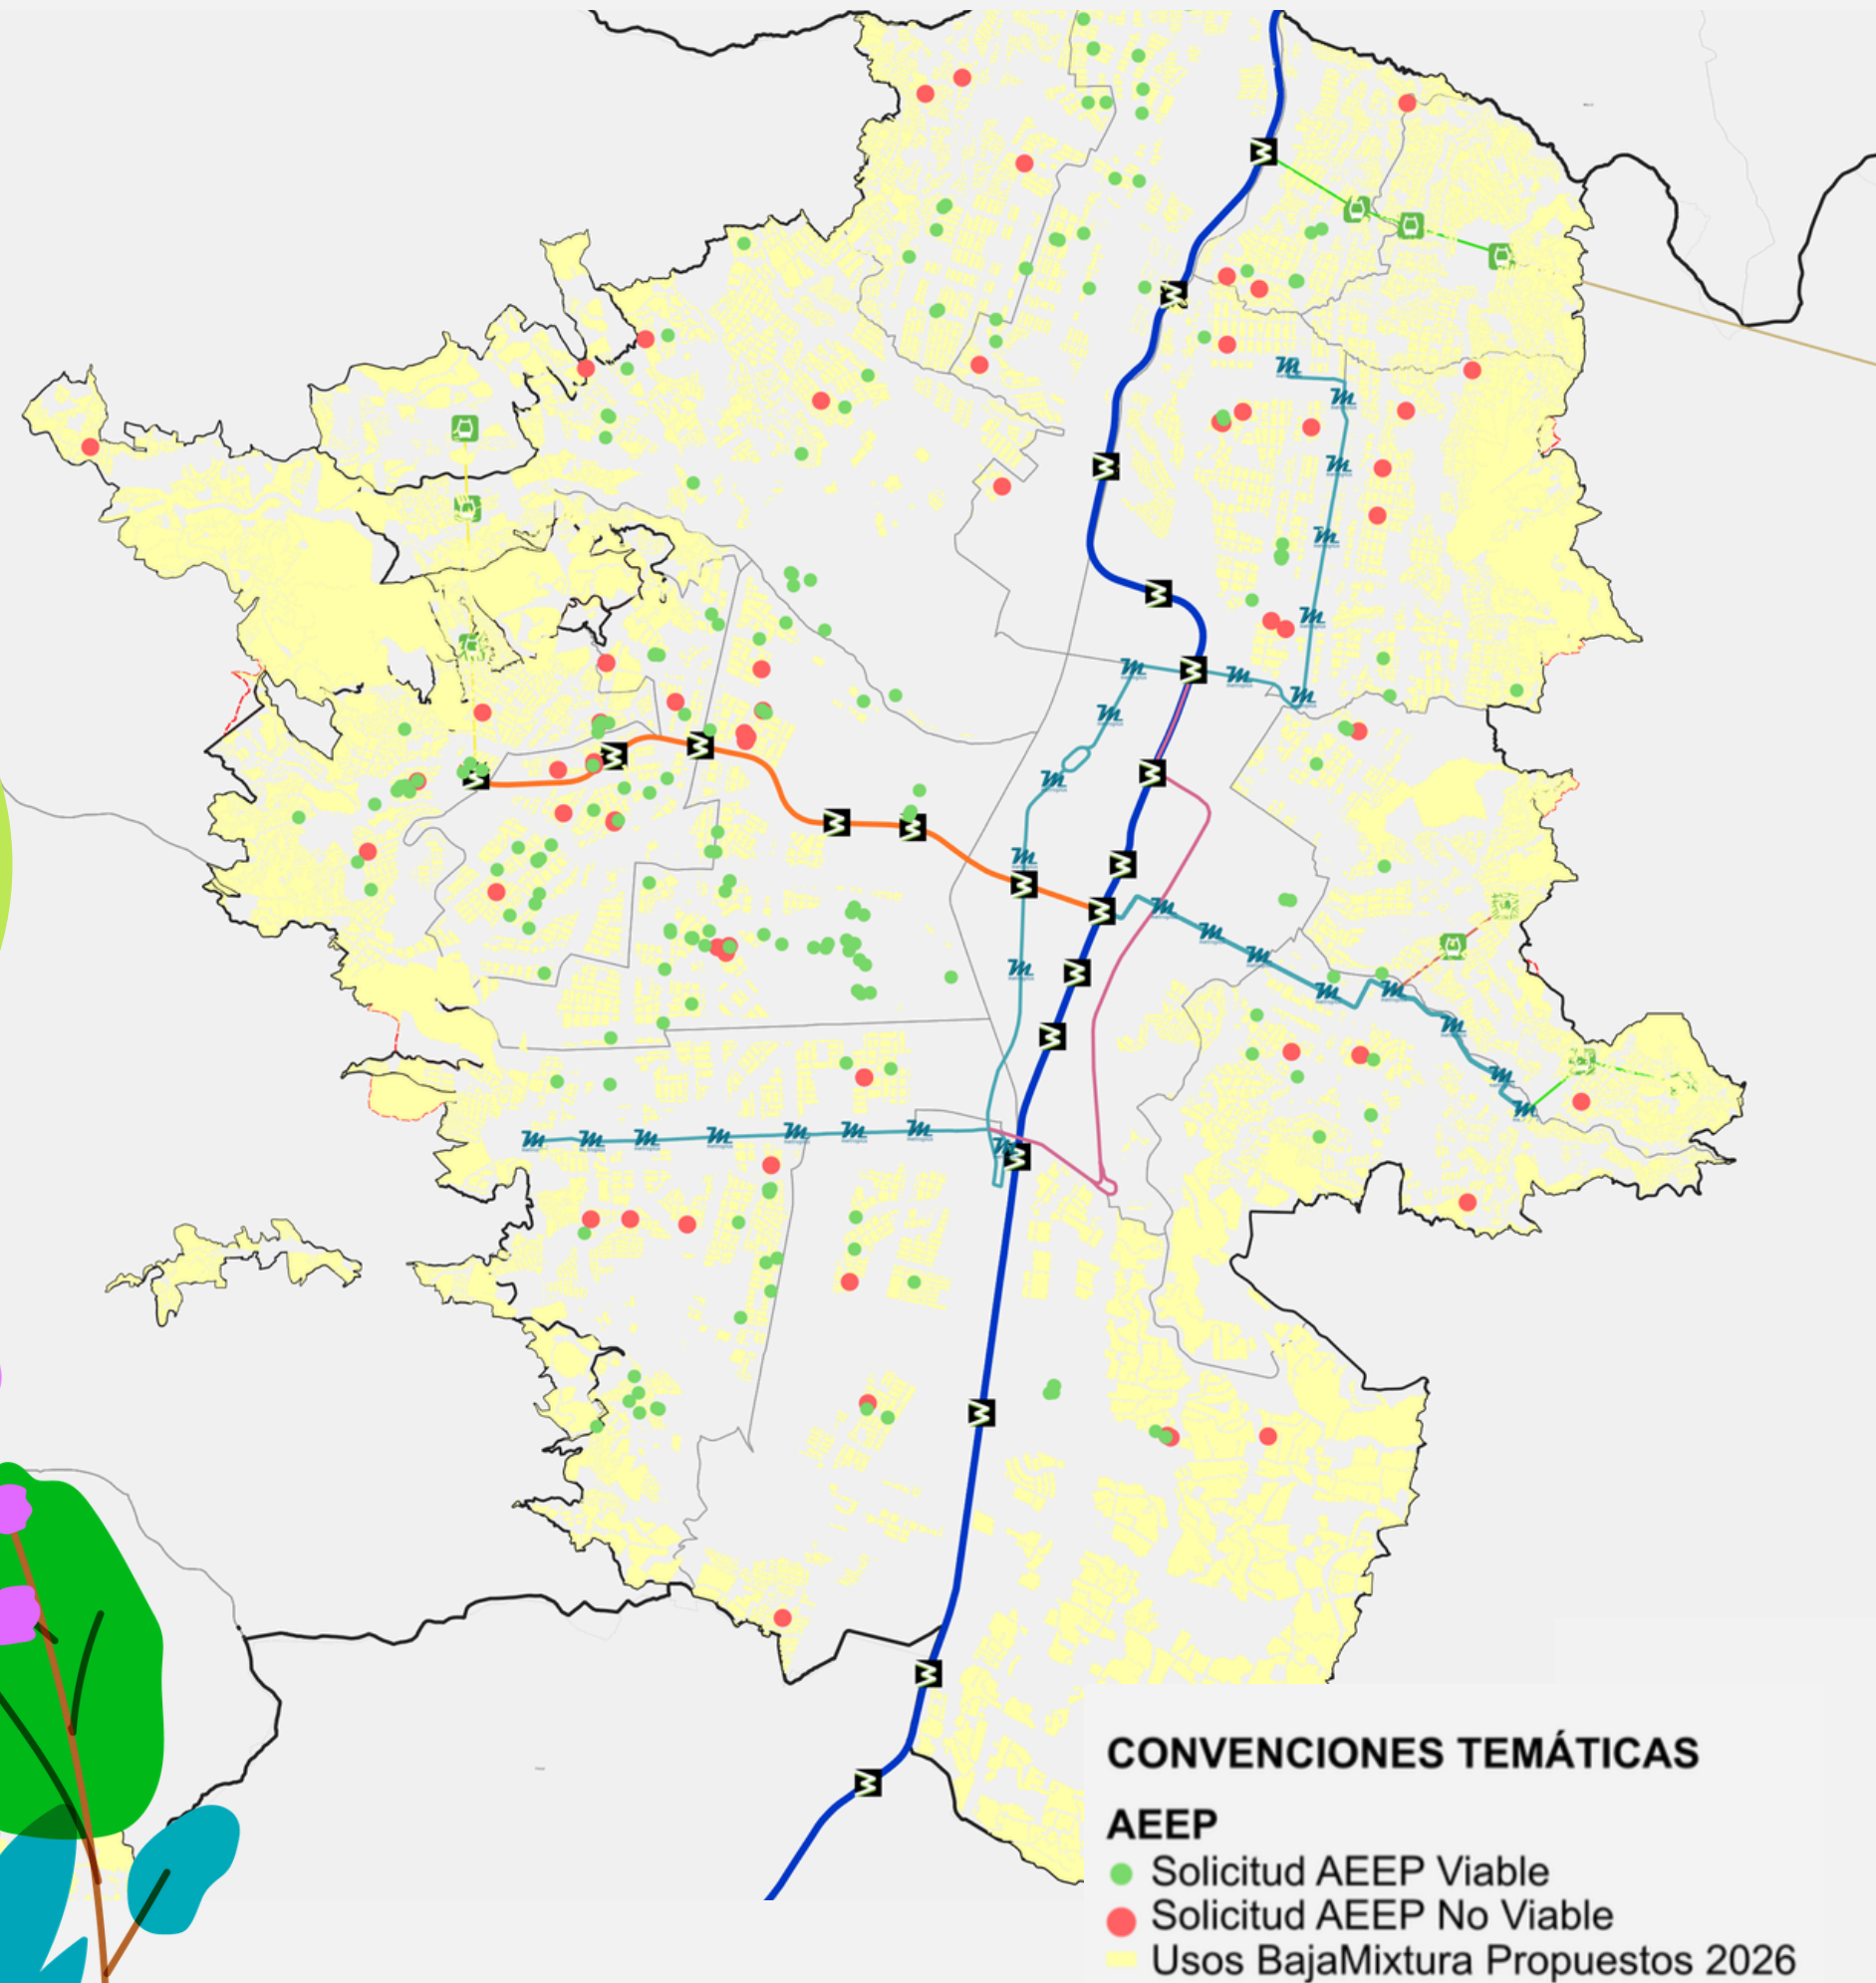 CONVENCIONES TEMÁTICAS
AEEP
Solicitud AEEP Viable
Solicitud AEEP No Viable
Usos BajaMixtura Propuestos 2026